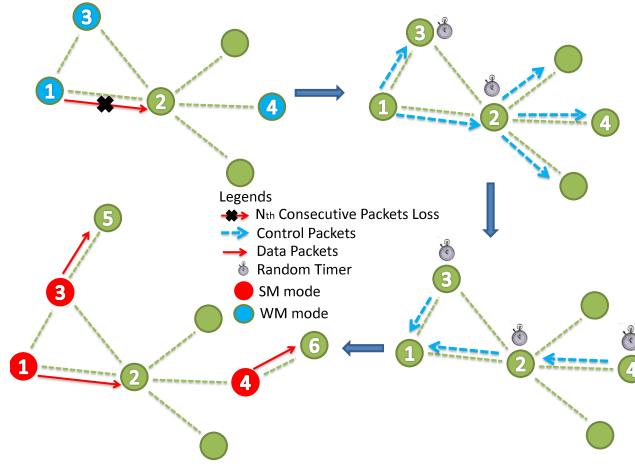 3
1
2
4
3
1
2
4
Legends
Nth Consecutive Packets Loss
Control Packets
Data Packets
Random Timer
SM mode
WM mode
5
3
1
2
4
6
3
1
2
4